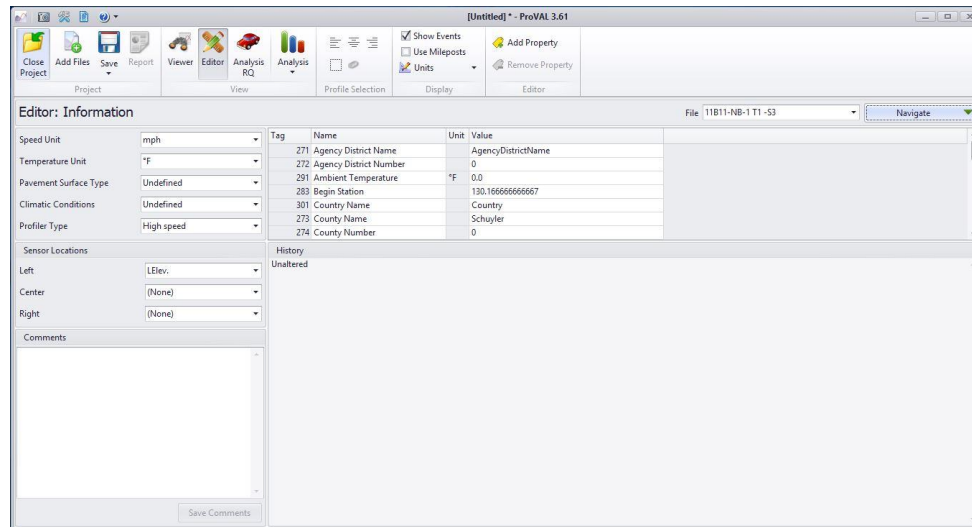 [Untitled] * - ProVAL 3.61
Close Project
Add Files
Save
Report
Viewer
Editor
Analysis RQ
Analysis
Show Events
Use Mileposts
Units
Add Property
Remove Property
Project
View
Profile Selection
Display
Editor
Editor: Information
File 11B11-NB-1 T1 -S3
Navigate
Speed Unit mph
Temperature Unit °F
Pavement Surface Type Undefined
Climatic Conditions Undefined
Profiler Type High speed
Tag Name Unit Value
271 Agency District Name AgencyDistrictName
272 Agency District Number 0
291 Ambient Temperature °F 0.0
283 Begin Station 130.166666666667
301 Country Name Country
273 County Name Schuyler
274 County Number 0
Sensor Locations
Left LElev.
Center (None)
Right (None)
History
Unaltered
Comments
Save Comments